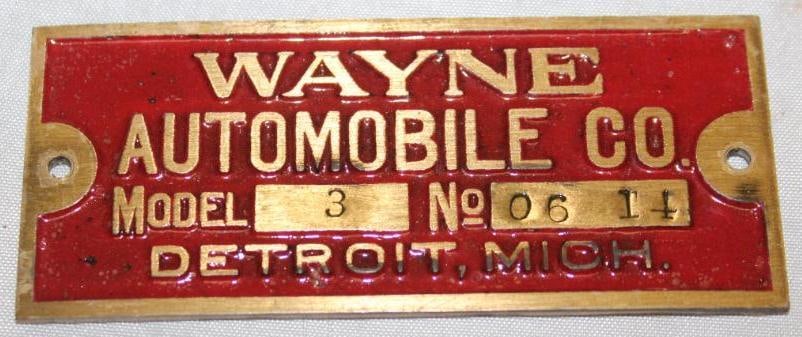 WAYNE
AUTOMOBILE CO.
MODEL 3 No 06 14
DETROIT, MICH.